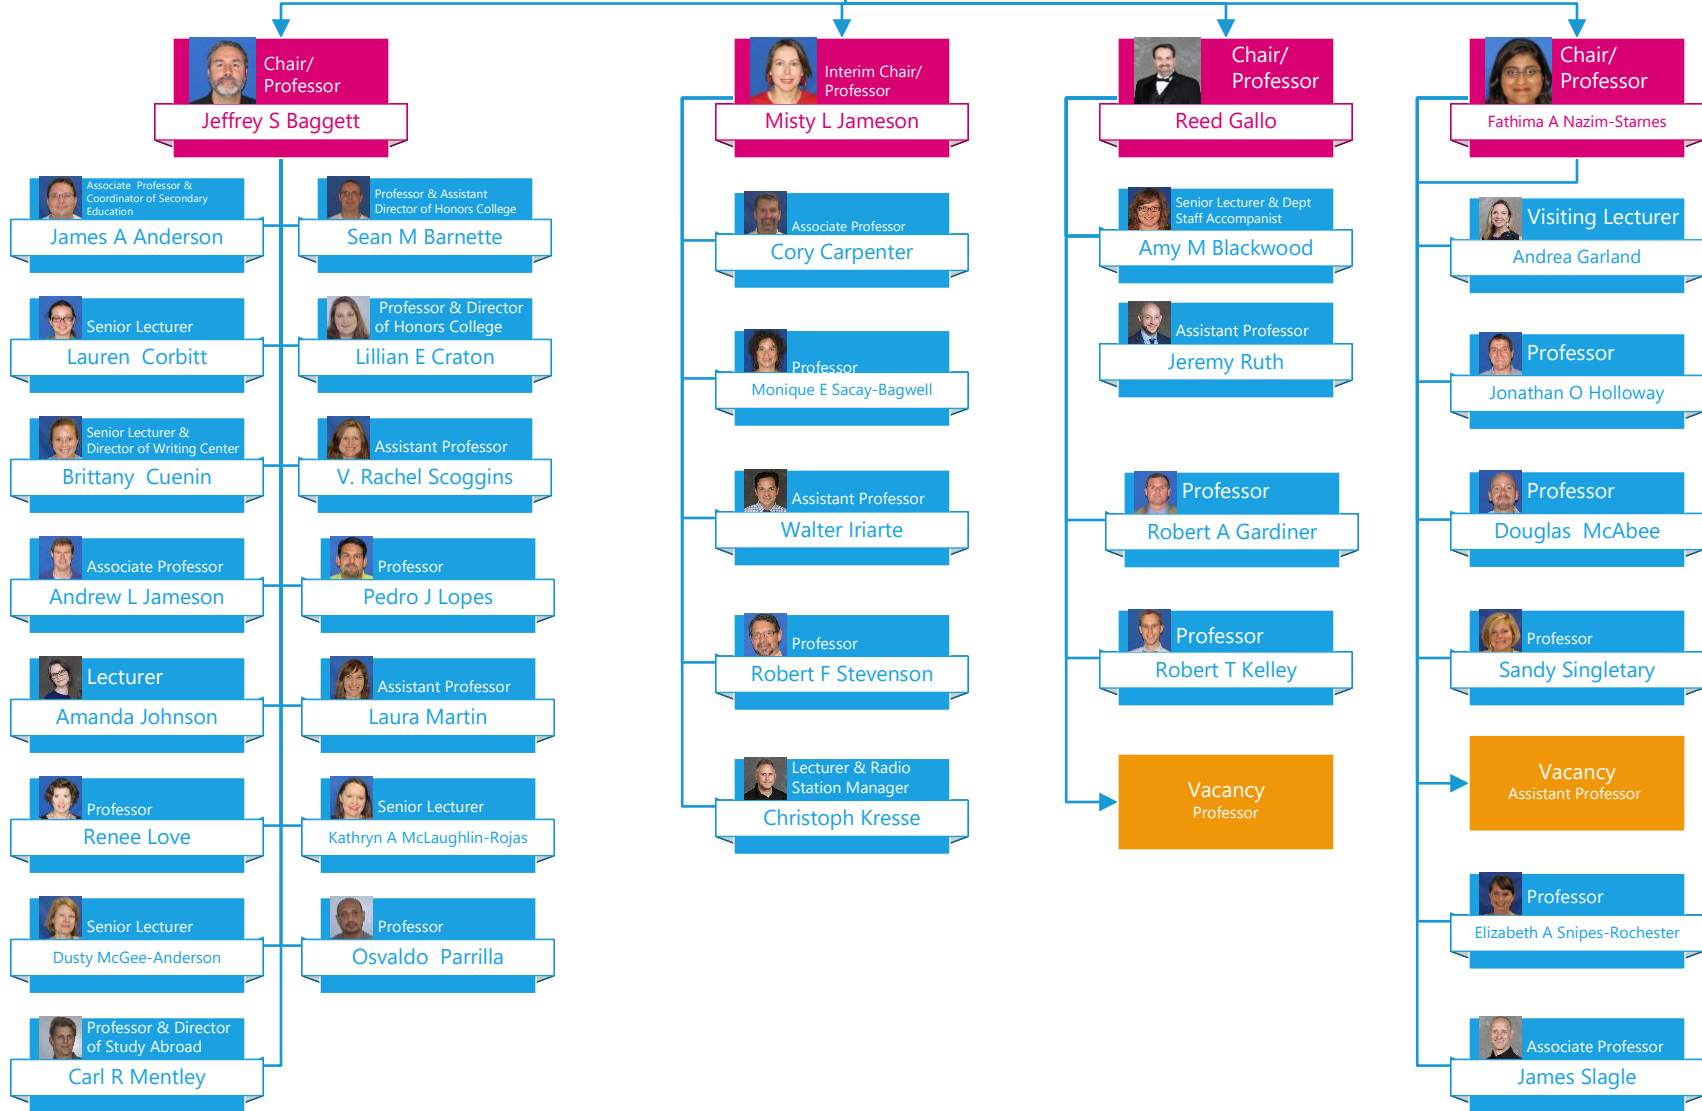 Chair/
Professor
Jeffrey S Baggett
Associate Professor &
Coordinator of Secondary
Education
James A Anderson
Professor & Assistant
Director of Honors College
Sean M Barnette
Senior Lecturer
Lauren Corbitt
Professor & Director
of Honors College
Lillian E Craton
Senior Lecturer &
Director of Writing Center
Brittany Cuenin
Assistant Professor
V. Rachel Scoggins
Associate Professor
Andrew L Jameson
Professor
Pedro J Lopes
Lecturer
Amanda Johnson
Assistant Professor
Laura Martin
Professor
Renee Love
Senior Lecturer
Kathryn A McLaughlin-Rojas
Senior Lecturer
Dusty McGee-Anderson
Professor
Osvaldo Parrilla
Professor & Director
of Study Abroad
Carl R Mentley
Interim Chair/
Professor
Misty L Jameson
Associate Professor
Cory Carpenter
Professor
Monique E Sacay-Bagwell
Assistant Professor
Walter Iriarte
Professor
Robert F Stevenson
Lecturer & Radio
Station Manager
Christoph Kresse
Chair/
Professor
Reed Gallo
Senior Lecturer & Dept
Staff Accompanist
Amy M Blackwood
Assistant Professor
Jeremy Ruth
Professor
Robert A Gardiner
Professor
Robert T Kelley
Vacancy
Professor
Chair/
Professor
Fathima A Nazim-Starnes
Visiting Lecturer
Andrea Garland
Professor
Jonathan O Holloway
Professor
Douglas McAbee
Professor
Sandy Singletary
Vacancy
Assistant Professor
Professor
Elizabeth A Snipes-Rochester
Associate Professor
James Slagle